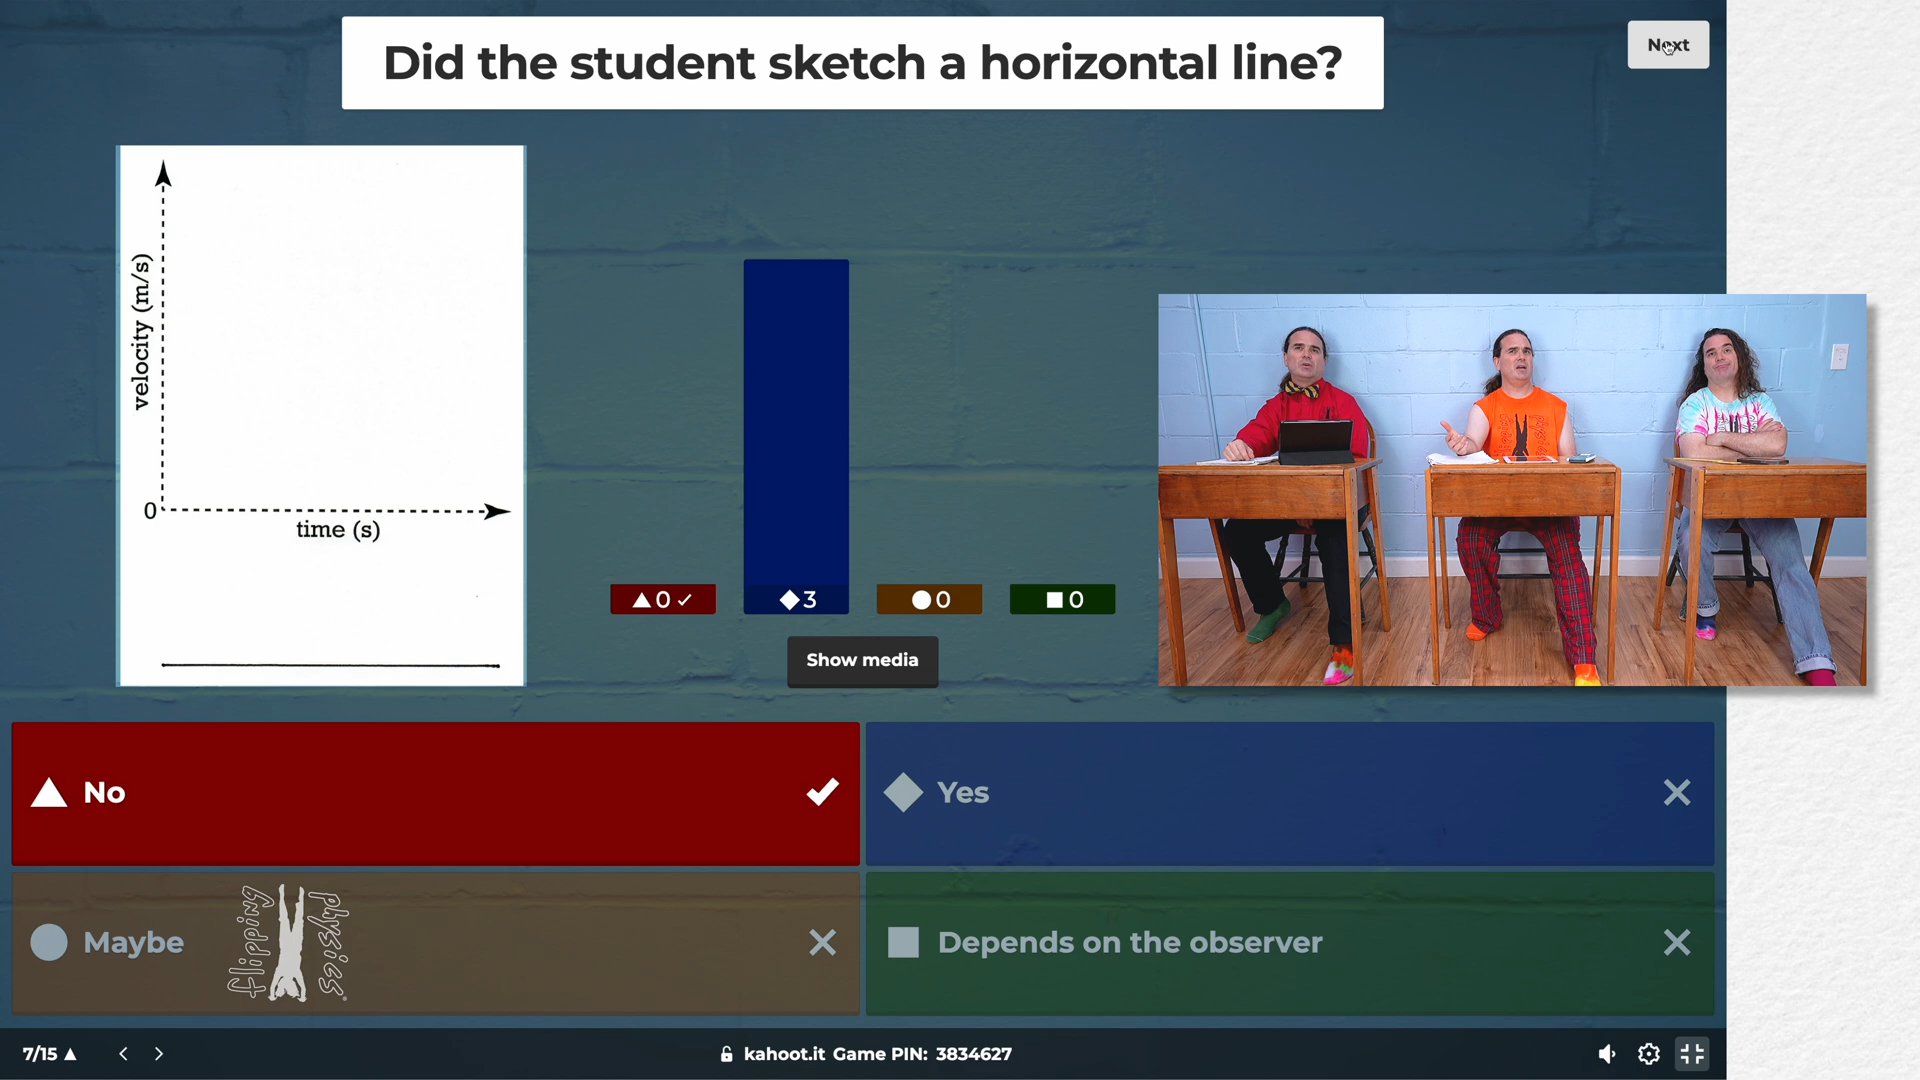 Did the student sketch a horizontal line?
Next
velocity (m/s)
0
time (s)
0
3
0
0
Show media
No
Yes
Maybe
flipping physics
Depends on the observer
7/15
kahoot.it Game PIN: 3834627